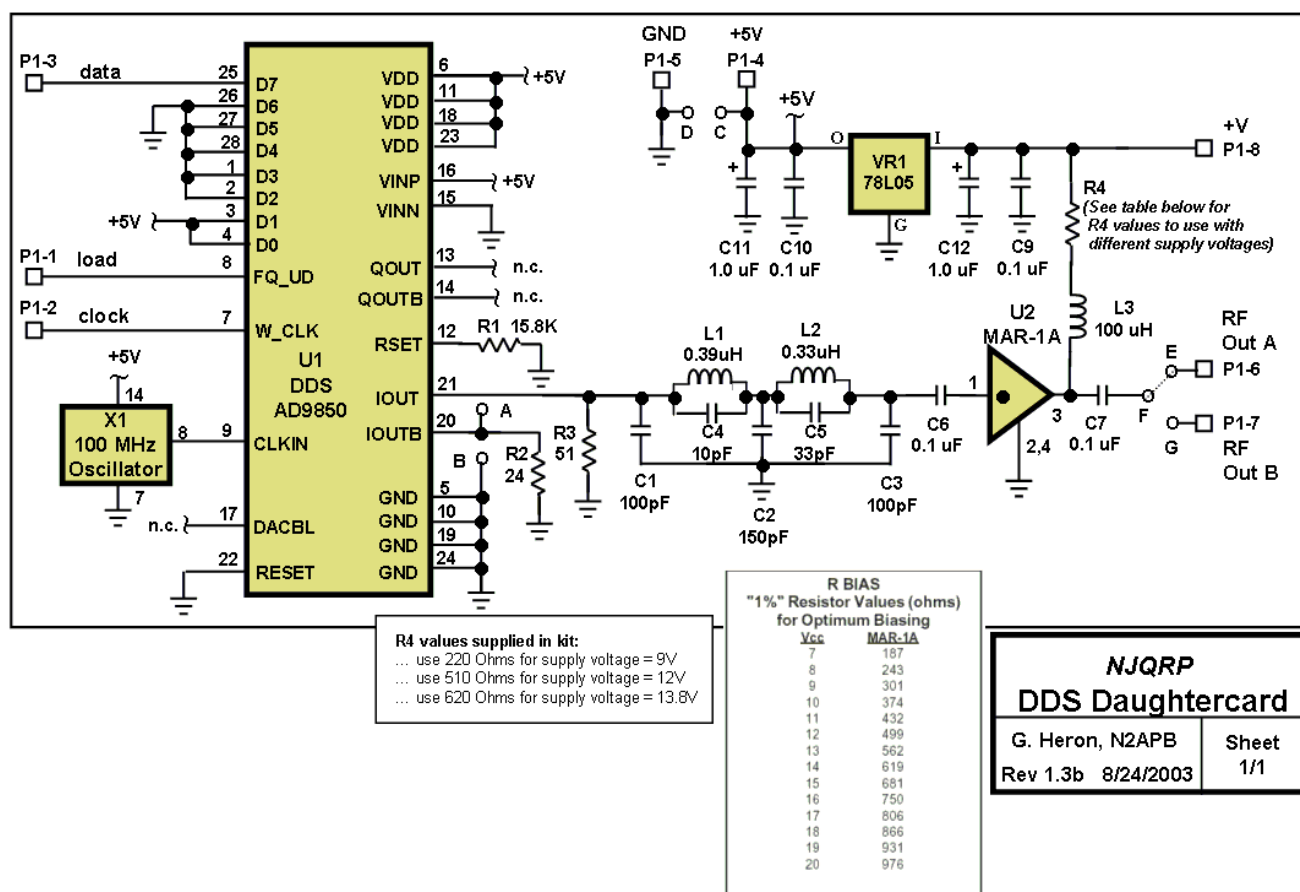 P1-3
data
25
D7
26
D6
27
D5
28
D4
1
D3
2
D2
+5V
3
D1
4
D0
P1-1
load
8
FQ_UD
P1-2
clock
7
W_CLK
+5V
14
X1
100 MHz
Oscillator
8
7
9
CLKIN
n.c.
17
DACBL
22
RESET
U1
DDS
AD9850
VDD
6
+5V
VDD
11
VDD
18
VDD
23
VINP
16
+5V
VINN
15
QOUT
13
n.c.
QOUTB
14
n.c.
RSET
12
R1 15.8K
IOUT
21
IOUTB
20
A
B
R2
24
GND
5
GND
10
GND
19
GND
24
R3
51
C1
100pF
L1
0.39uH
C4
10pF
L2
0.33uH
C5
33pF
C2
150pF
C3
100pF
C6
0.1 uF
1
U2
MAR-1A
3
2,4
L3
100 uH
C7
0.1 uF
E
F
G
RF
Out A
P1-6
P1-7
RF
Out B
GND
P1-5
+5V
P1-4
D
C
+5V
O
I
VR1
78L05
G
+
C11
1.0 uF
C10
0.1 uF
+
C12
1.0 uF
C9
0.1 uF
+V
P1-8
R4
(See table below for
R4 values to use with
different supply voltages)
R4 values supplied in kit:
... use 220 Ohms for supply voltage = 9V
... use 510 Ohms for supply voltage = 12V
... use 620 Ohms for supply voltage = 13.8V
R BIAS
"1%" Resistor Values (ohms)
for Optimum Biasing
Vcc MAR-1A
7 187
8 243
9 301
10 374
11 432
12 499
13 562
14 619
15 681
16 750
17 806
18 866
19 931
20 976
NJQRP
DDS Daughtercard
G. Heron, N2APB
Rev 1.3b 8/24/2003
Sheet
1/1